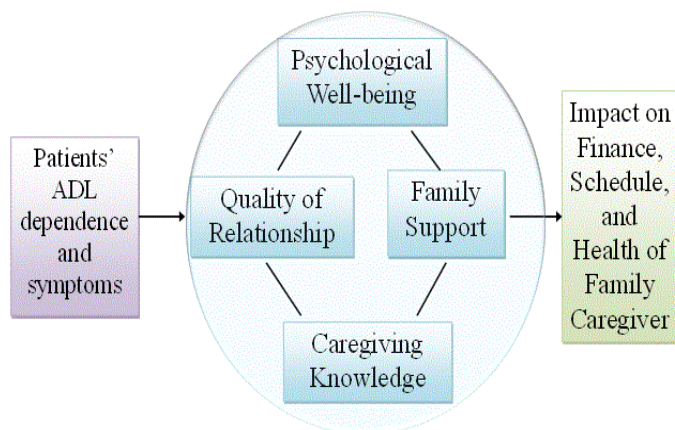 Patients'
ADL
dependence
and
symptoms
Psychological
Well-being
Quality of
Relationship
Family
Support
Caregiving
Knowledge
Impact on
Finance,
Schedule,
and
Health of
Family
Caregiver